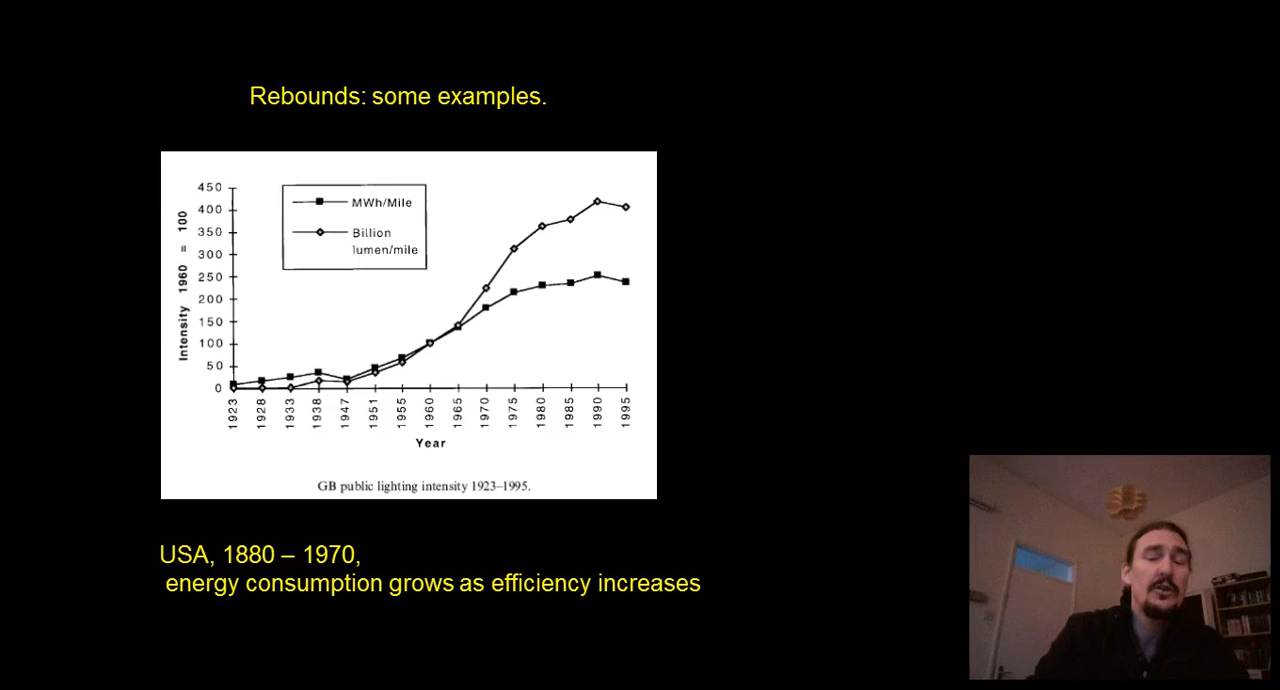 Rebounds: some examples.
450
400
350
300
250
200
150
100
50
0
Intensity 1960 = 100
MWh/Mile
Billion
lumen/mile
1923
1928
1933
1938
1947
1951
1955
1960
1965
1970
1975
1980
1985
1990
1995
Year
GB public lighting intensity 1923–1995.
USA, 1880 – 1970,
energy consumption grows as efficiency increases